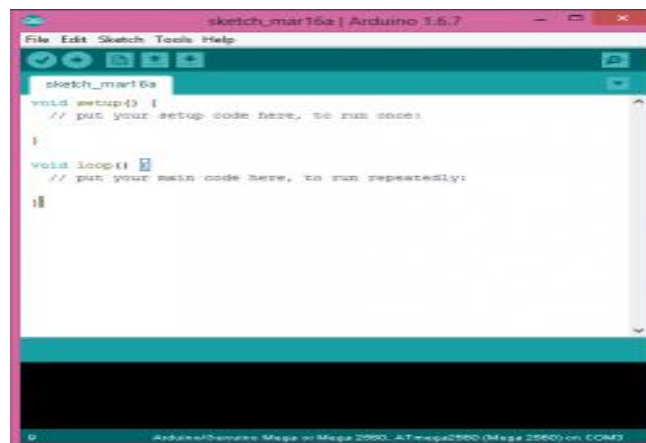 sketch_mar16a | Arduino 1.6.7
File Edit Sketch Tools Help
sketch_mar16a
void setup() {
// put your setup code here, to run once:
}
void loop() {
// put your main code here, to run repeatedly:
}
9
Arduino/Genuino Mega or Mega 2560, ATmega2560 (Mega 2560) on COM3